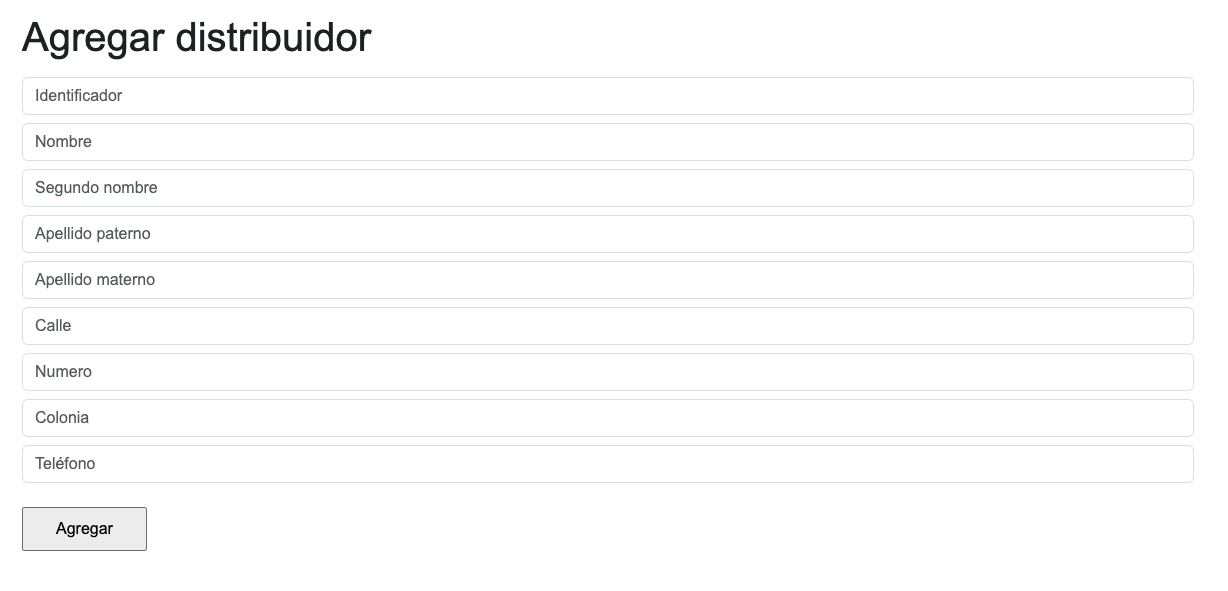 Agregar distribuidor
Identificador
Nombre
Segundo nombre
Apellido paterno
Apellido materno
Calle
Numero
Colonia
Teléfono
Agregar